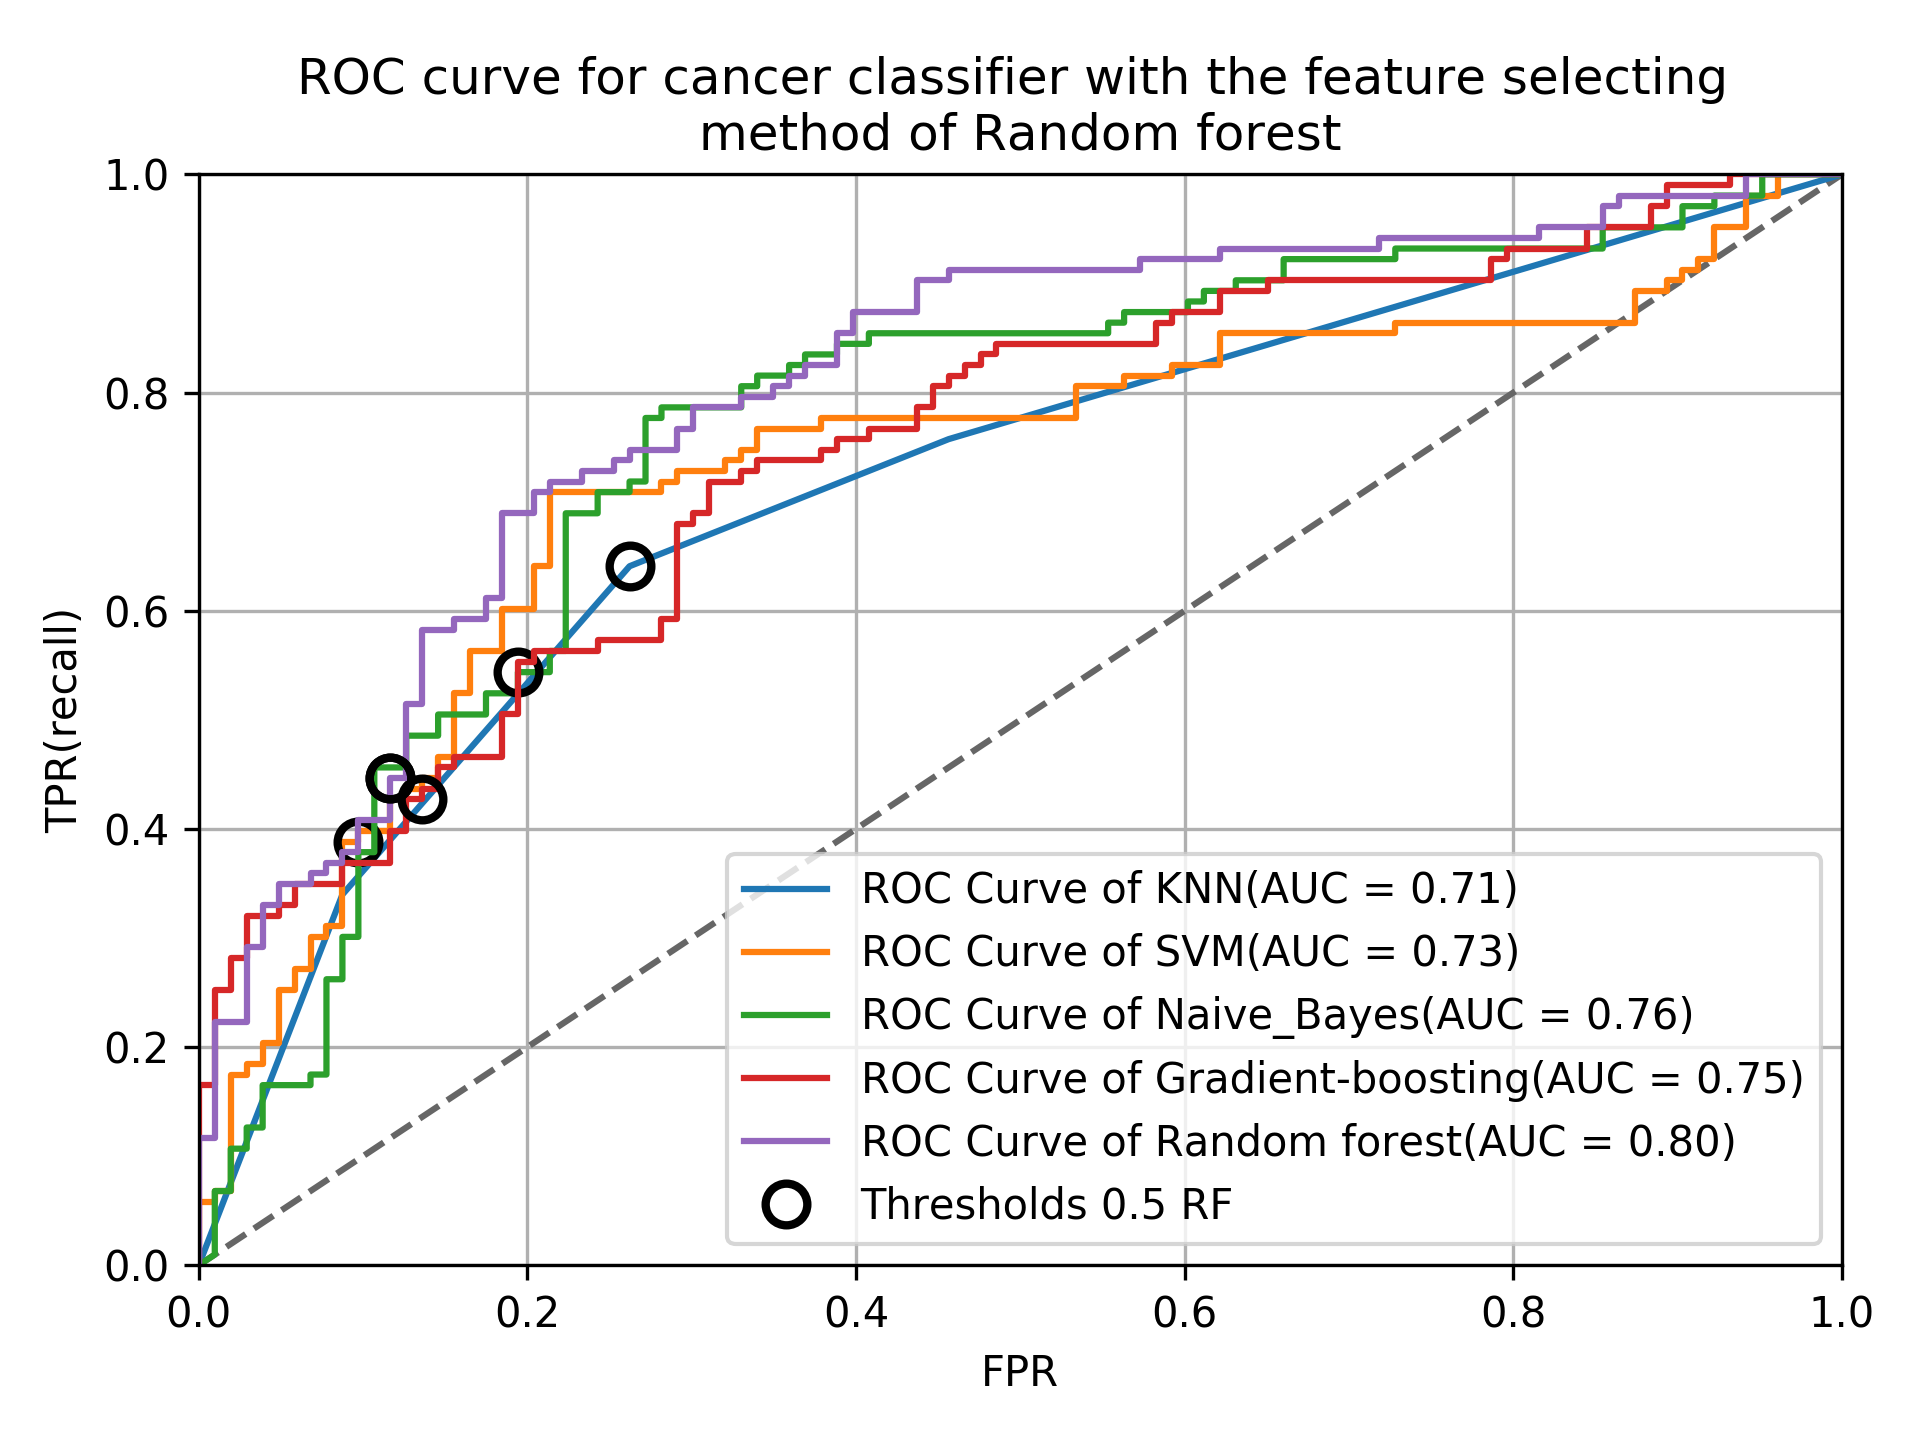 ROC curve for cancer classifier with the feature selecting
method of Random forest
1.0
0.8
0.6
0.4
0.2
0.0
TPR(recall)
ROC Curve of KNN(AUC = 0.71)
ROC Curve of SVM(AUC = 0.73)
ROC Curve of Naive_Bayes(AUC = 0.76)
ROC Curve of Gradient-boosting(AUC = 0.75)
ROC Curve of Random forest(AUC = 0.80)
Thresholds 0.5 RF
0.0 0.2 0.4 0.6 0.8 1.0
FPR